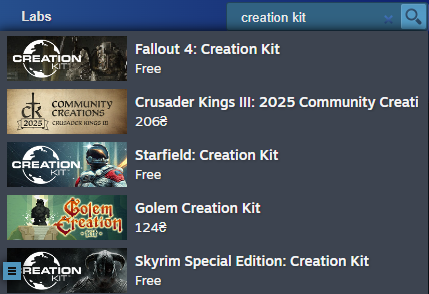 Labs
creation kit
CREATION KIT
Fallout 4: Creation Kit
Free
CK
2025
COMMUNITY
CREATIONS
CRUSADER KINGS III
Crusader Kings III: 2025 Community Creati
206₴
CREATION KIT
Starfield: Creation Kit
Free
Golem
Creation
Kit
Golem Creation Kit
124₴
CREATION KIT
Skyrim Special Edition: Creation Kit
Free